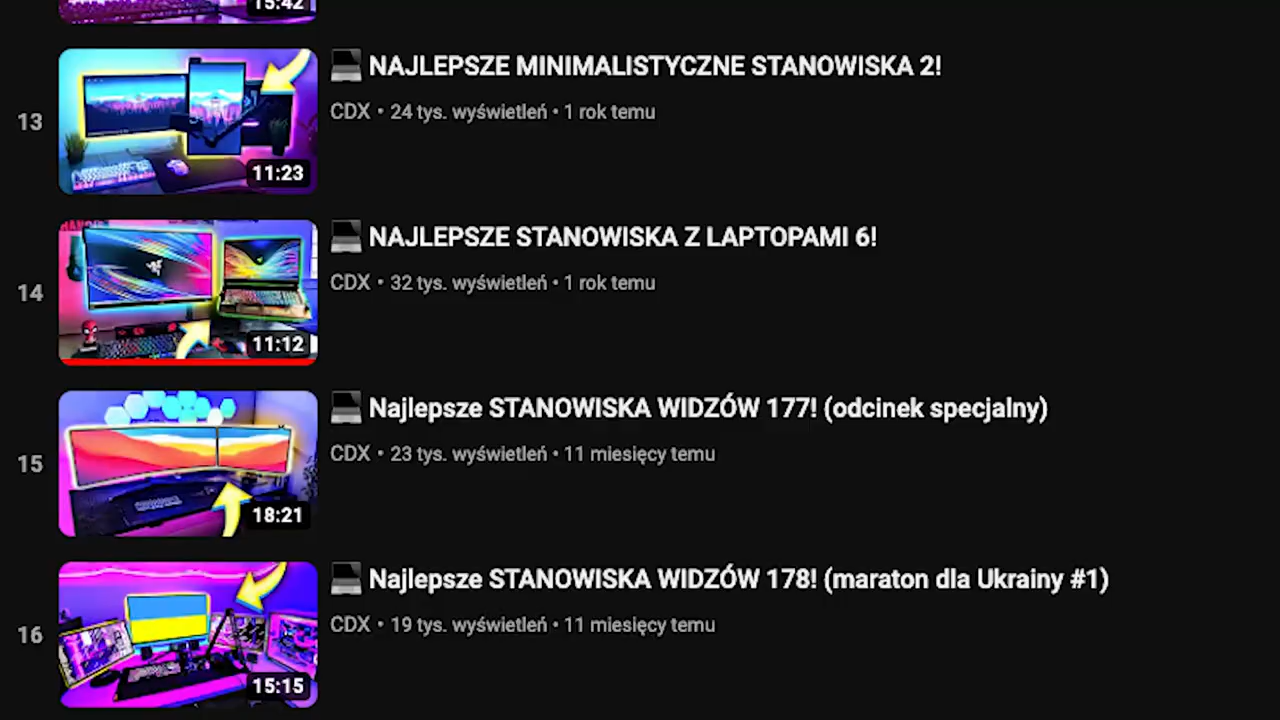 15:42
13
11:23
NAJLEPSZE MINIMALISTYCZNE STANOWISKA 2!
CDX • 24 tys. wyświetleń • 1 rok temu
14
11:12
NAJLEPSZE STANOWISKA Z LAPTOPAMI 6!
CDX • 32 tys. wyświetleń • 1 rok temu
15
18:21
Najlepsze STANOWISKA WIDZÓW 177! (odcinek specjalny)
CDX • 23 tys. wyświetleń • 11 miesięcy temu
16
15:15
Najlepsze STANOWISKA WIDZÓW 178! (maraton dla Ukrainy #1)
CDX • 19 tys. wyświetleń • 11 miesięcy temu